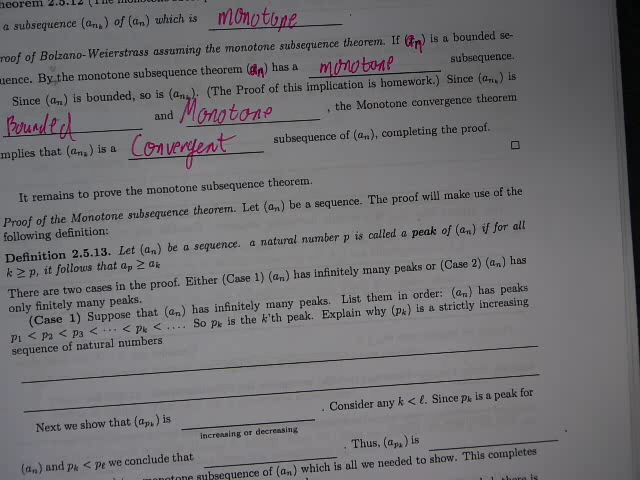 heorem 2.5.12 (The monotone
a subsequence (a_{n_k}) of (a_n) which is monotone .
roof of Bolzano-Weierstrass assuming the monotone subsequence theorem. If (a_n) is a bounded se-
uence. By the monotone subsequence theorem (a_n) has a monotone subsequence.
Since (a_n) is bounded, so is (a_{n_k}). (The Proof of this implication is homework.) Since (a_{n_k}) is
Bounded and Monotone , the Monotone convergence theorem
mplies that (a_{n_k}) is a Convergent subsequence of (a_n), completing the proof.
□
It remains to prove the monotone subsequence theorem.
Proof of the Monotone subsequence theorem. Let (a_n) be a sequence. The proof will make use of the
following definition:
Definition 2.5.13. Let (a_n) be a sequence. a natural number p is called a peak of (a_n) if for all
k ≥ p, it follows that a_p ≥ a_k
There are two cases in the proof. Either (Case 1) (a_n) has infinitely many peaks or (Case 2) (a_n) has
only finitely many peaks.
(Case 1) Suppose that (a_n) has infinitely many peaks. List them in order: (a_n) has peaks
p_1 < p_2 < p_3 < ··· < p_k < .... So p_k is the k'th peak. Explain why (p_k) is a strictly increasing
sequence of natural numbers
Next we show that (a_{p_k}) is . Consider any k < ℓ. Since p_k is a peak for
increasing or decreasing
(a_n) and p_k < p_ℓ we conclude that . Thus, (a_{p_k}) is .
monotone subsequence of (a_n) which is all we needed to show. This completes